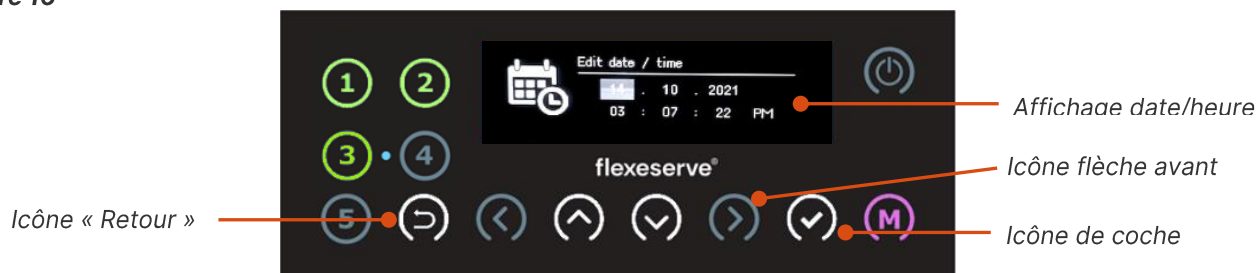 1 2
Edit date / time
14 . 10 . 2021
03 : 07 : 22 PM
Affichage date/heure
3 4
flexeserve®
Icône flèche avant
Icône « Retour »
5
M
Icône de coche